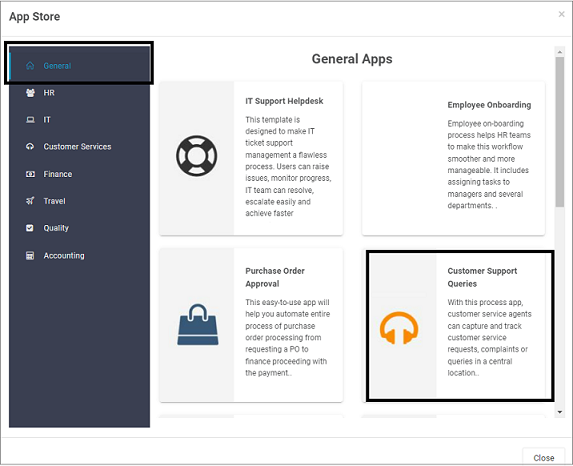 App Store
×
General
HR
IT
Customer Services
Finance
Travel
Quality
Accounting
General Apps
IT Support Helpdesk
This template is
designed to make IT
ticket support
management a flawless
process. Users can raise
issues, monitor progress,
IT team can resolve,
escalate easily and
achieve faster
Employee Onboarding
Employee on-boarding
process helps HR teams
to make this workflow
smoother and more
manageable. It includes
assigning tasks to
managers and several
departments. .
Purchase Order
Approval
This easy-to-use app will
help you automate entire
process of purchase
order processing from
requesting a PO to
finance proceeding with
the payment..
Customer Support
Queries
With this process app,
customer service agents
can capture and track
customer service
requests, complaints or
queries in a central
location..
Close